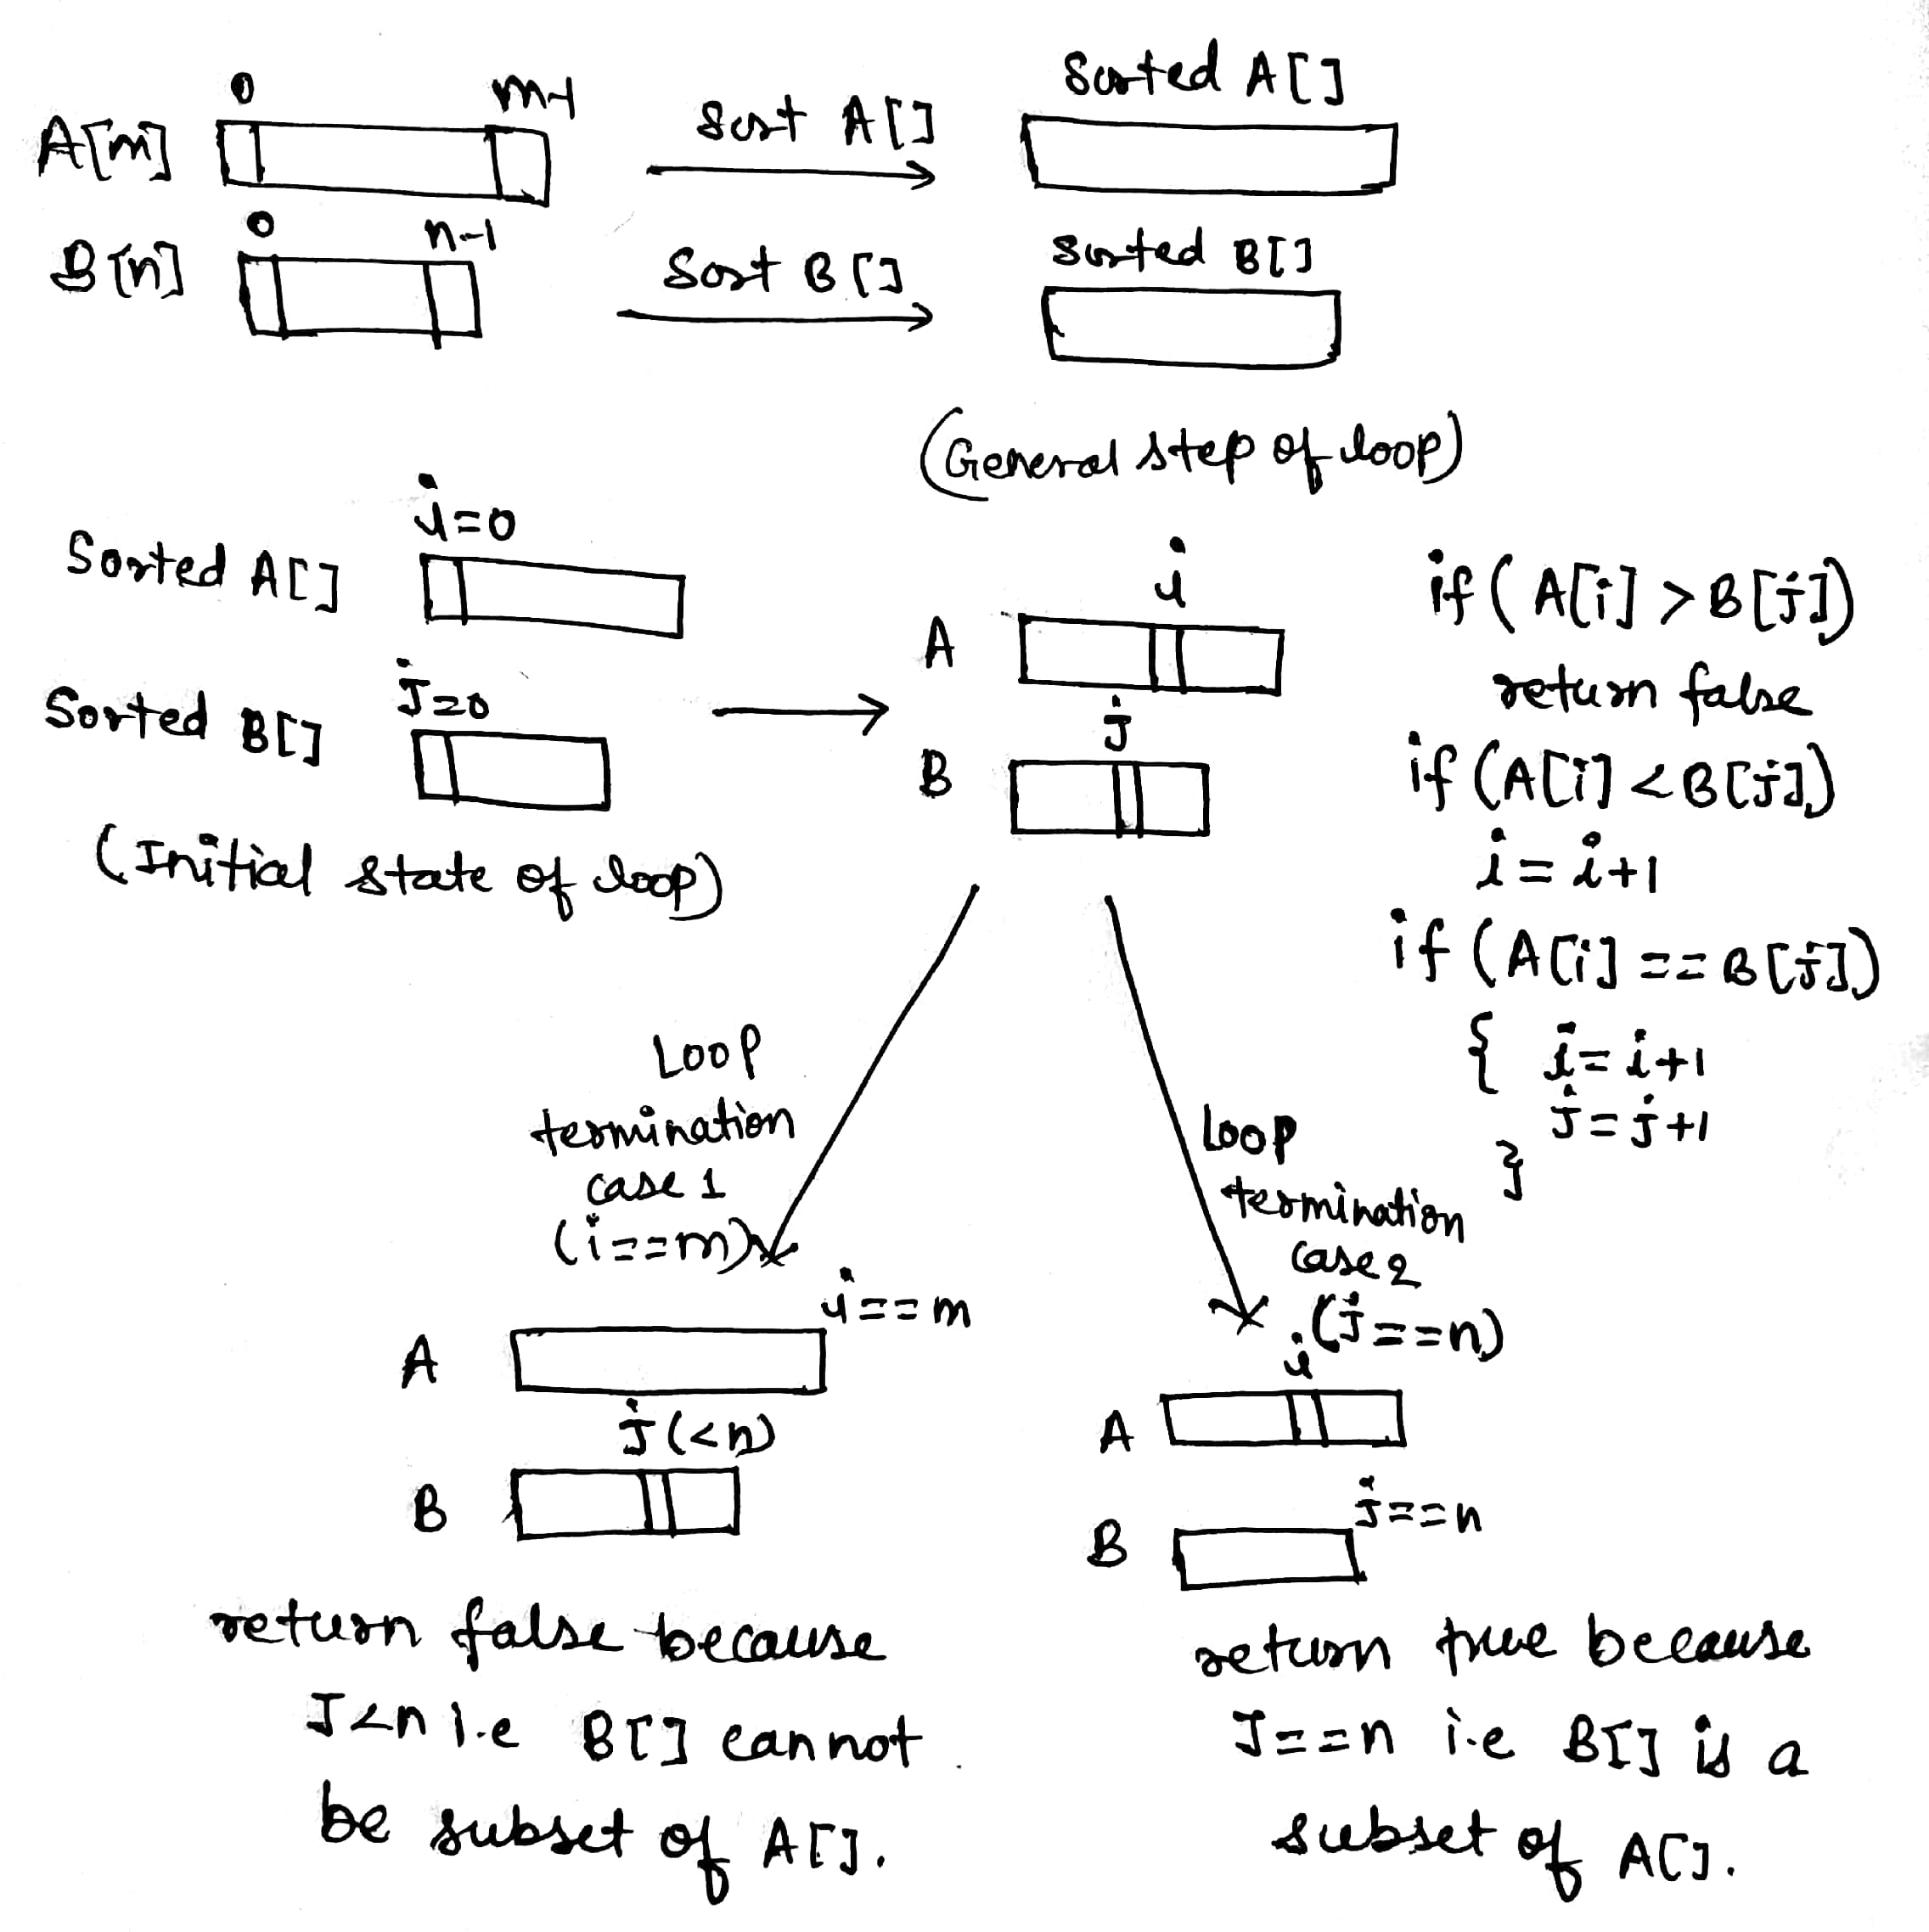 0 m-1
A[m]
Sort A[]
Sorted A[]
0 n-1
B[n]
Sort B[]
Sorted B[]
(General step of loop)
i=0
Sorted A[]
j=0
Sorted B[]
(Initial state of loop)
i
A
j
B
if (A[i] > B[j])
return false
if (A[i] < B[j])
i = i+1
if (A[i] == B[j])
{ i = i+1
j = j+1
}
Loop
termination
case 1
(i==m)
i==m
A
j(<n)
B
return false because
J<n i.e B[] cannot
be subset of A[].
Loop
termination
case 2
(j==n)
i
A
j==n
B
return true because
J==n i.e B[] is a
subset of A[].